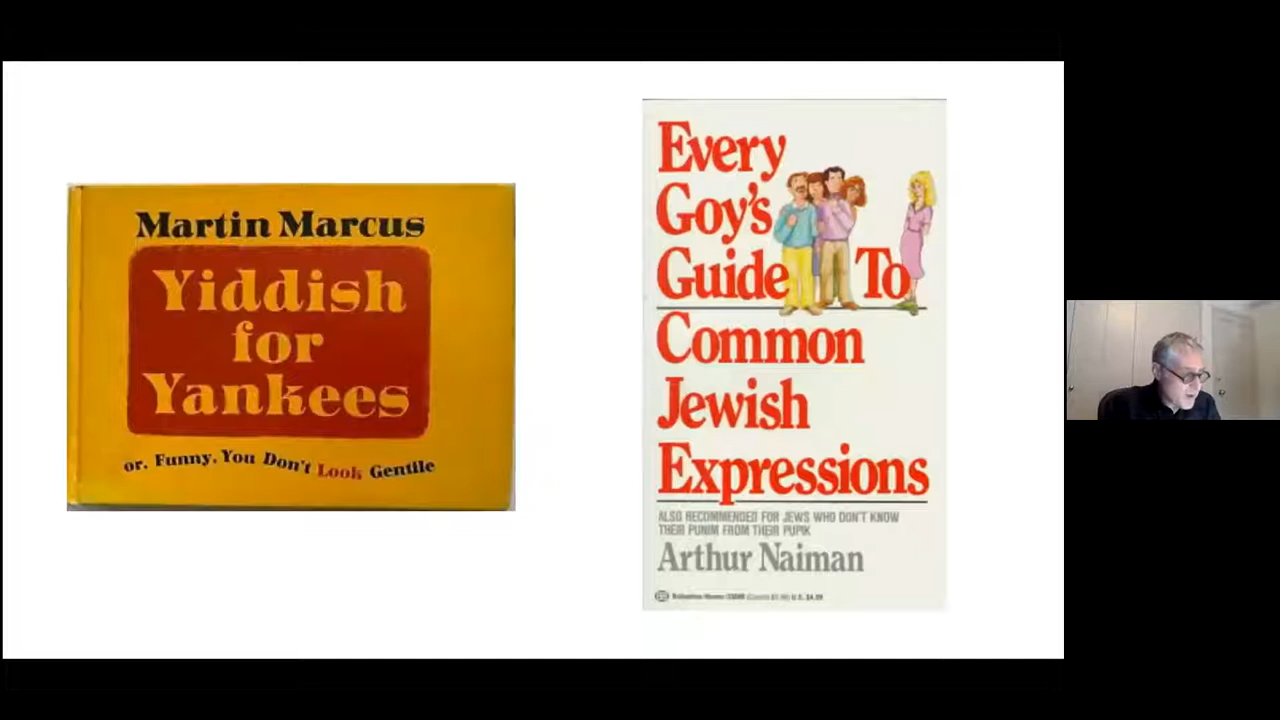 Martin Marcus
Yiddish
for
Yankees
or, Funny, You Don't Look Gentile
Every
Goy's
Guide To
Common
Jewish
Expressions
ALSO RECOMMENDED FOR JEWS WHO DON'T KNOW
THEIR PUNIM FROM THEIR PUPIK
Arthur Naiman